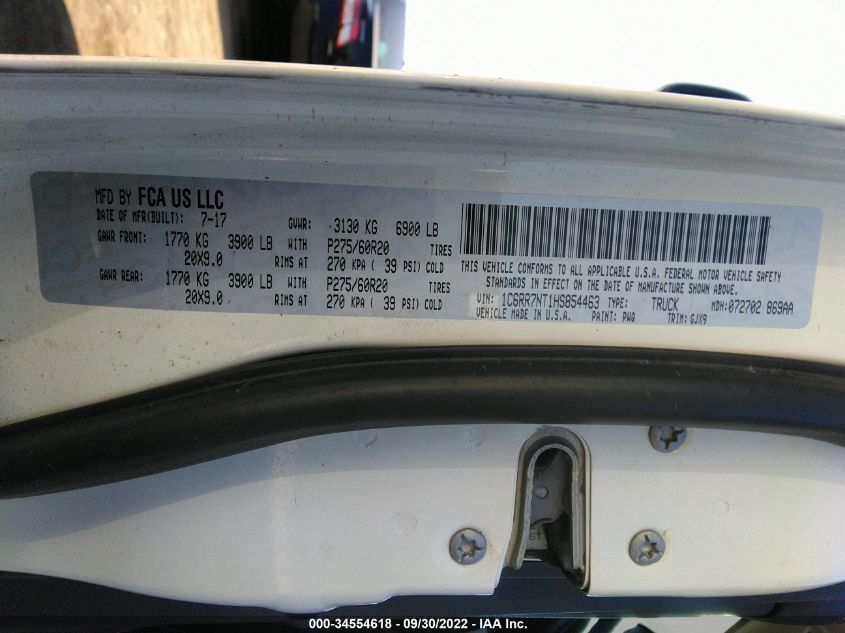 MFD BY FCA US LLC
DATE OF MFR(BUILT): 7-17 GVWR: 3130 KG 6900 LB
GAWR FRONT: 1770 KG 3900 LB WITH P275/60R20 TIRES
20X9.0 RIMS AT 270 KPA ( 39 PSI) COLD
GAWR REAR: 1770 KG 3900 LB WITH P275/60R20 TIRES
20X9.0 RIMS AT 270 KPA ( 39 PSI) COLD
THIS VEHICLE CONFORMS TO ALL APPLICABLE U.S.A. FEDERAL MOTOR VEHICLE SAFETY
STANDARDS IN EFFECT ON THE DATE OF MANUFACTURE SHOWN ABOVE.
VIN: 1C6RR7NT1HS854463 TYPE: TRUCK MDH:072702 869AA
VEHICLE MADE IN U.S.A. PAINT: PWQ TRIM: GJX9
000-34554618 - 09/30/2022 - IAA Inc.